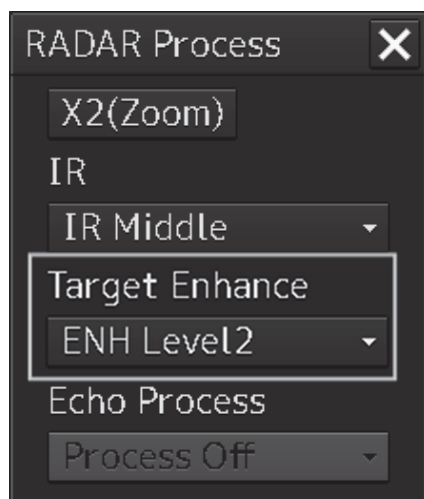 RADAR Process
X2(Zoom)
IR
IR Middle
Target Enhance
ENH Level2
Echo Process
Process Off